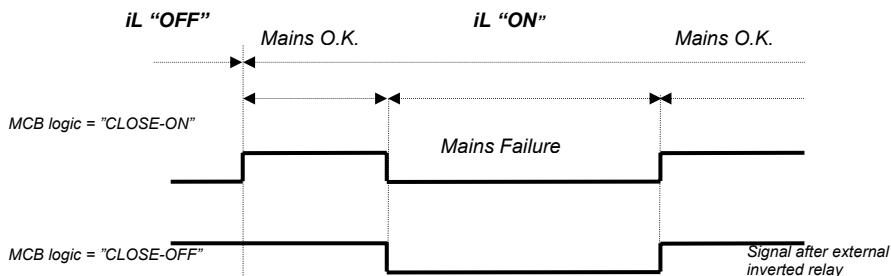 iL “OFF”
iL “ON”
Mains O.K.
Mains O.K.
MCB logic = ”CLOSE-ON”
Mains Failure
MCB logic = ”CLOSE-OFF”
Signal after external
inverted relay